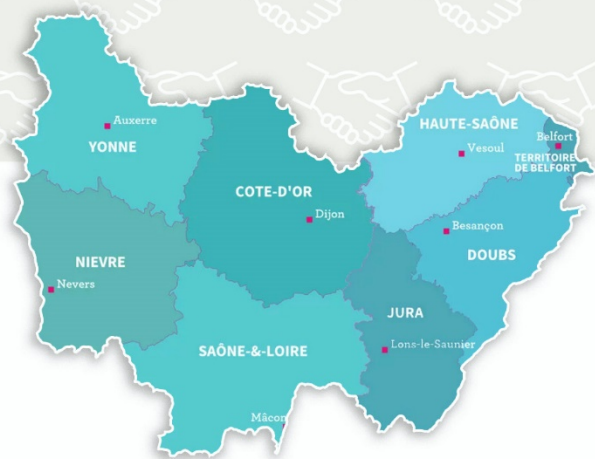 Auxerre
YONNE
HAUTE-SAÔNE
Vesoul
Belfort
TERRITOIRE
DE BELFORT
COTE-D'OR
Dijon
Besançon
DOUBS
NIEVRE
Nevers
JURA
Lons-le-Saunier
SAÔNE-&-LOIRE
Mâcon